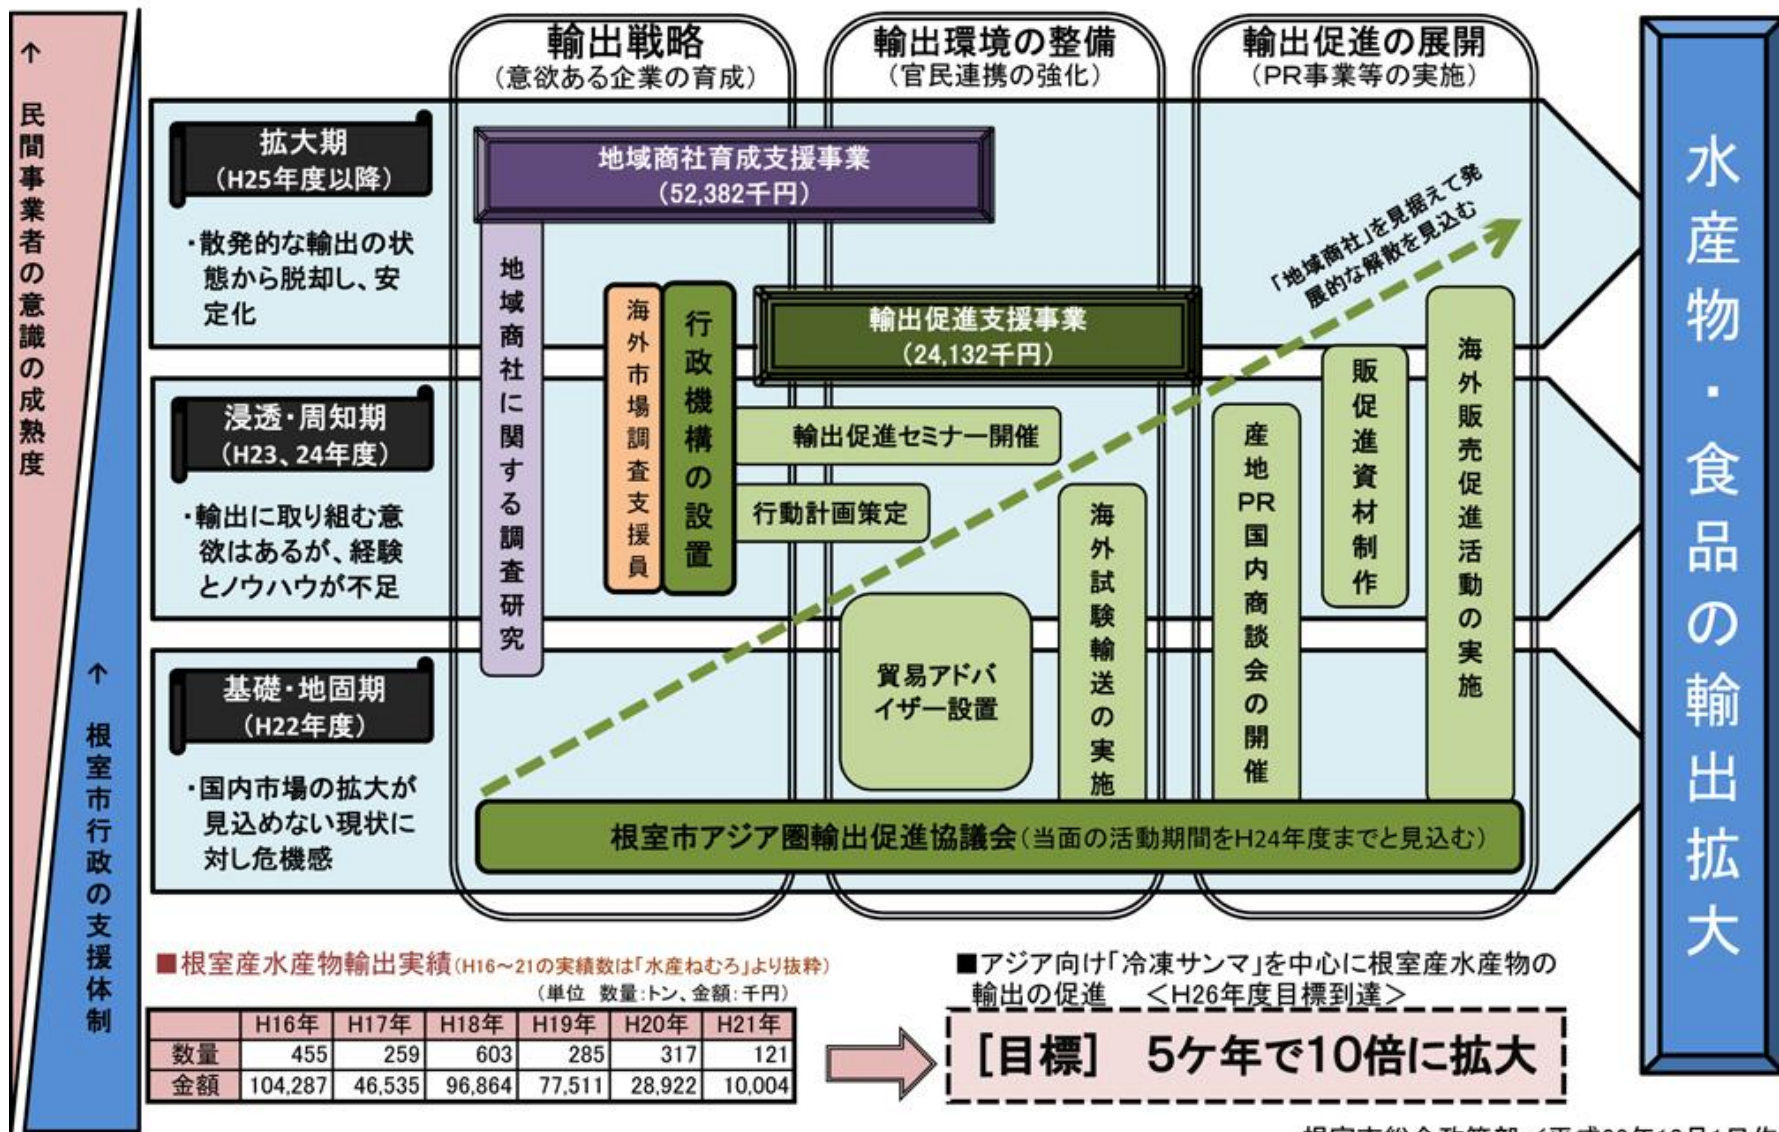 ↑ 民間事業者の意識の成熟度
↑ 根室市行政の支援体制
輸出戦略
（意欲ある企業の育成）
輸出環境の整備
（官民連携の強化）
輸出促進の展開
（PR事業等の実施）
拡大期
（H25年度以降）
・散発的な輸出の状
態から脱却し、安
定化
浸透・周知期
（H23、24年度）
・輸出に取り組む意
欲はあるが、経験
とノウハウが不足
基礎・地固期
（H22年度）
・国内市場の拡大が
見込めない現状に
対し危機感
地域商社育成支援事業
（52,382千円）
地域商社に関する調査研究
海外市場調査支援員
行政機構の設置
輸出促進支援事業
（24,132千円）
輸出促進セミナー開催
行動計画策定
貿易アドバ
イザー設置
海外試験輸送の実施
「地域商社」を見据えて発
展的な解散を見込む
産地PR国内商談会の開催
販促進資材制作
海外販売促進活動の実施
根室市アジア圏輸出促進協議会（当面の活動期間をH24年度までと見込む）
水産物・食品の輸出拡大
■根室産水産物輸出実績（H16～21の実績数は「水産ねむろ」より抜粋）
（単位 数量：トン、金額：千円）
H16年 H17年 H18年 H19年 H20年 H21年
数量 455 259 603 285 317 121
金額 104,287 46,535 96,864 77,511 28,922 10,004
■アジア向け「冷凍サンマ」を中心に根室産水産物の
輸出の促進 ＜H26年度目標到達＞
［目標］ 5ケ年で10倍に拡大